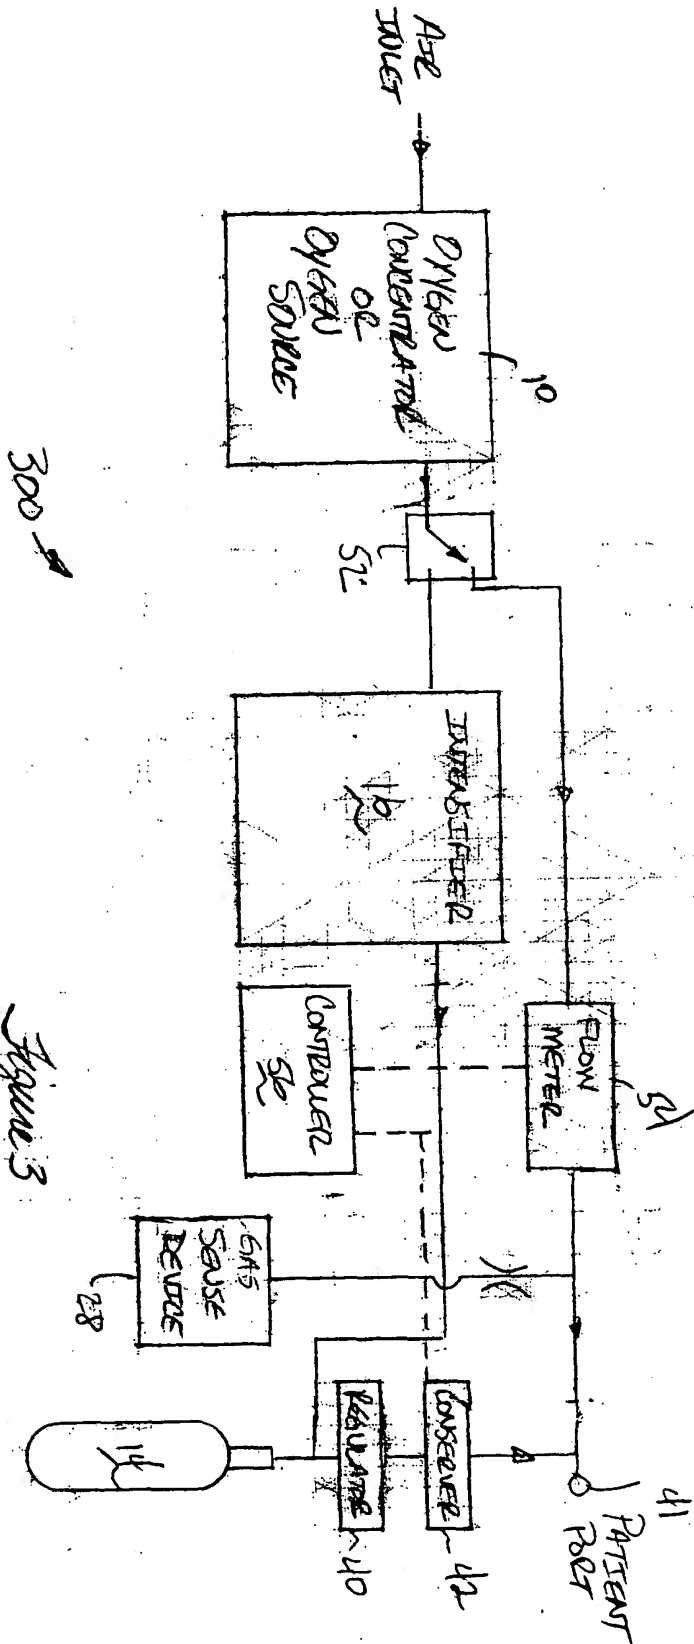 AIR
INLET
OXYGEN
CONCENTRATOR
OR
OXYGEN
SOURCE
10
52
300
INTENSIFIER
16
FLOW
METER
54
CONTROLLER
56
GAS
SENSE
DEVICE
28
REGULATOR
40
CONSERVER
42
14
41
PATIENT
PORT
Figure 3